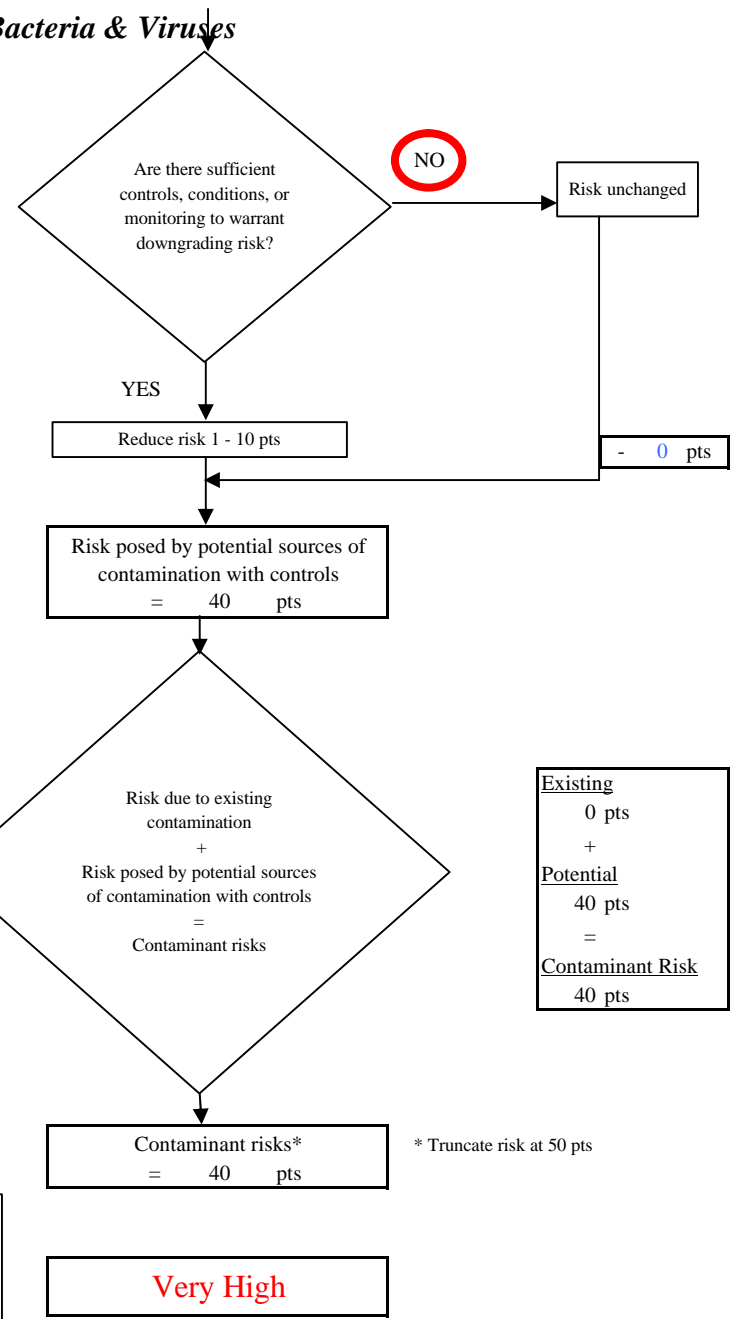 Bacteria & Viruses
Are there sufficient
controls, conditions, or
monitoring to warrant
downgrading risk?
NO
Risk unchanged
YES
Reduce risk 1 - 10 pts
- 0 pts
Risk posed by potential sources of
contamination with controls
= 40 pts
Risk due to existing
contamination
+
Risk posed by potential sources
of contamination with controls
=
Contaminant risks
Existing
0 pts
+
Potential
40 pts
=
Contaminant Risk
40 pts
Contaminant risks*
= 40 pts
* Truncate risk at 50 pts
Very High